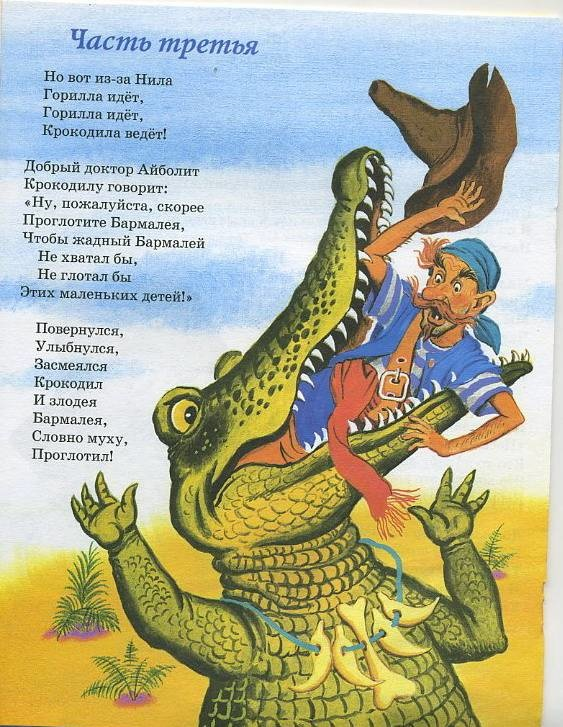 Часть третья
Но вот из-за Нила
Горилла идёт,
Горилла идёт,
Крокодила ведёт!
Добрый доктор Айболит
Крокодилу говорит:
«Ну, пожалуйста, скорее
Проглотите Бармалея,
Чтобы жадный Бармалей
Не хватал бы,
Не глотал бы
Этих маленьких детей!»
Повернулся,
Улыбнулся,
Засмеялся
Крокодил
И злодея
Бармалея,
Словно муху,
Проглотил!